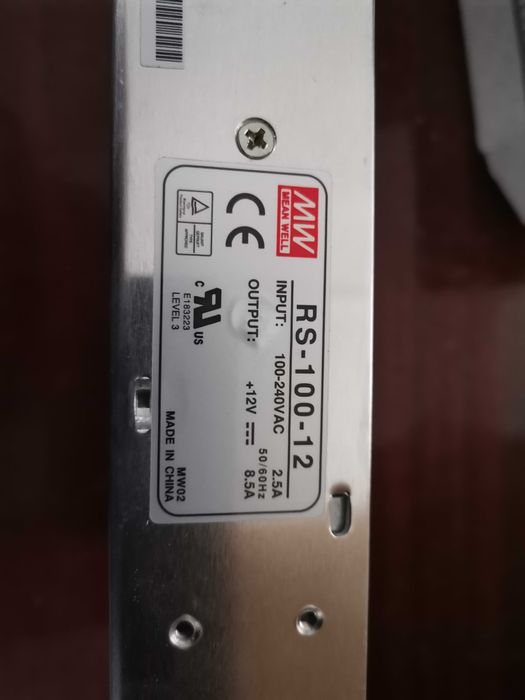 MW
MEAN WELL
RS-100-12
INPUT: 100-240VAC 2.5A
50/60Hz
OUTPUT: +12V 8.5A
CE
c RU US
E183223
LEVEL 3
MW02
MADE IN CHINA